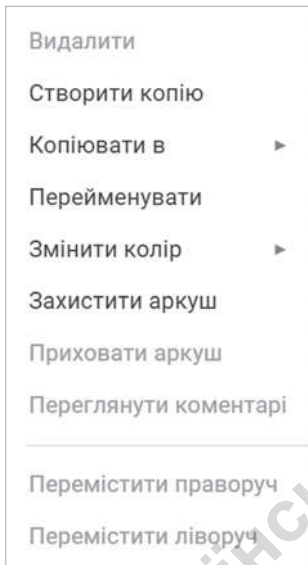 Видалити
Створити копію
Копіювати в
Перейменувати
Змінити колір
Захистити аркуш
Приховати аркуш
Переглянути коментарі
Перемістити праворуч
Перемістити ліворуч